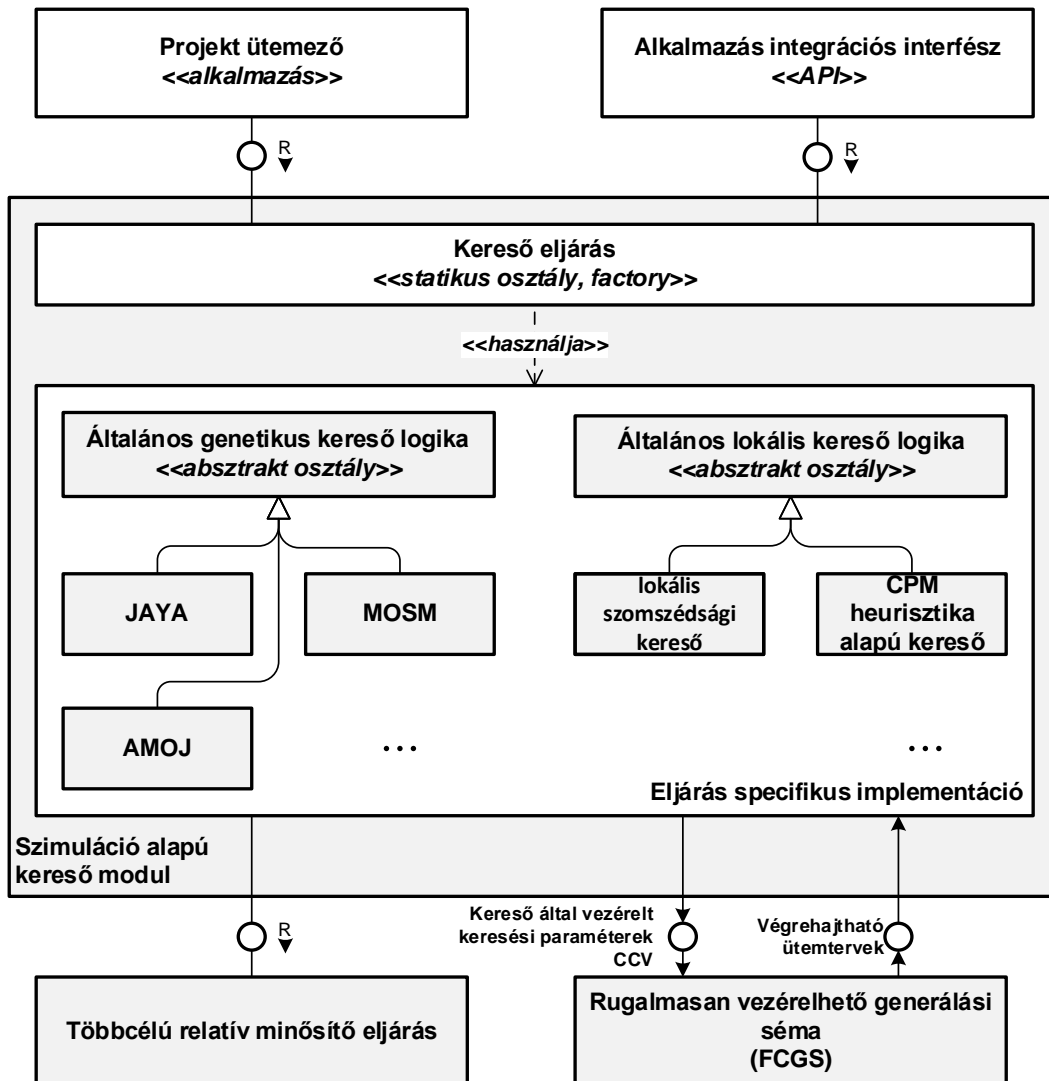 Projekt ütemező
<<alkalmazás>>
Alkalmazás integrációs interfész
<<API>>
R
R
Kereső eljárás
<<statikus osztály, factory>>
<<használja>>
Általános genetikus kereső logika
<<absztrakt osztály>>
Általános lokális kereső logika
<<absztrakt osztály>>
JAYA
MOSM
lokális
szomszédsági
kereső
CPM
heurisztika
alapú kereső
AMOJ
...
...
Eljárás specifikus implementáció
Szimuláció alapú
kereső modul
R
Kereső által vezérelt
keresési paraméterek
CCV
Végrehajtható
ütemtervek
Többcélú relatív minősítő eljárás
Rugalmasan vezérelhető generálási
séma
(FCGS)